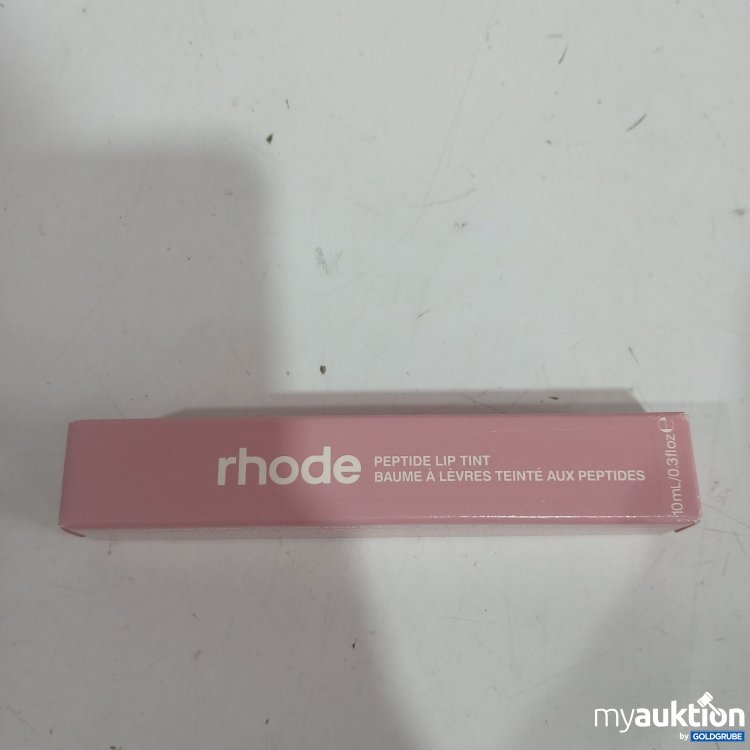 rhode
PEPTIDE LIP TINT
BAUME À LÈVRES TEINTÉ AUX PEPTIDES
10mL/0.3floz℮
myauktion
by GOLDGRUBE